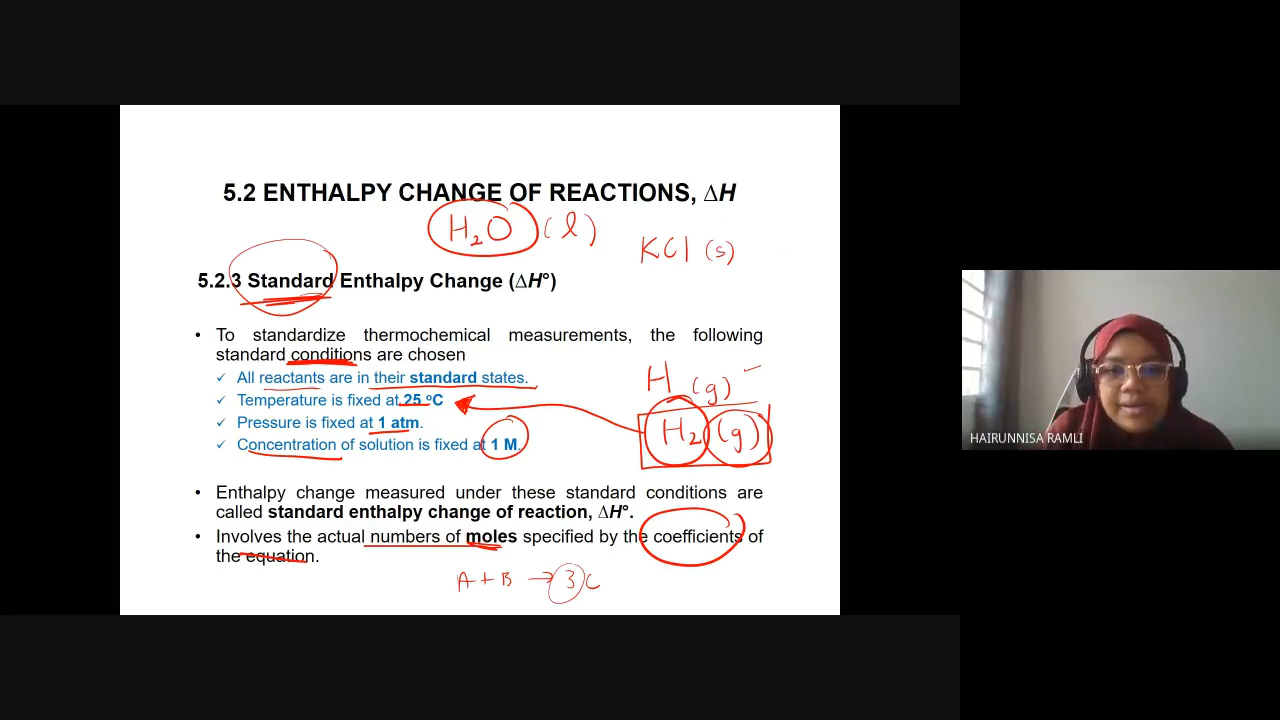 5.2 ENTHALPY CHANGE OF REACTIONS, ∆H
H₂O (l)
KCl (s)
5.2.3 Standard Enthalpy Change (∆H°)
• To standardize thermochemical measurements, the following
standard conditions are chosen
✓ All reactants are in their standard states.
H (g)
✓ Temperature is fixed at 25 °C
✓ Pressure is fixed at 1 atm.
H₂ (g)
✓ Concentration of solution is fixed at 1 M.
HAIRUNNISA RAMLI
• Enthalpy change measured under these standard conditions are
called standard enthalpy change of reaction, ∆H°.
• Involves the actual numbers of moles specified by the coefficients of
the equation.
A + B → 3C